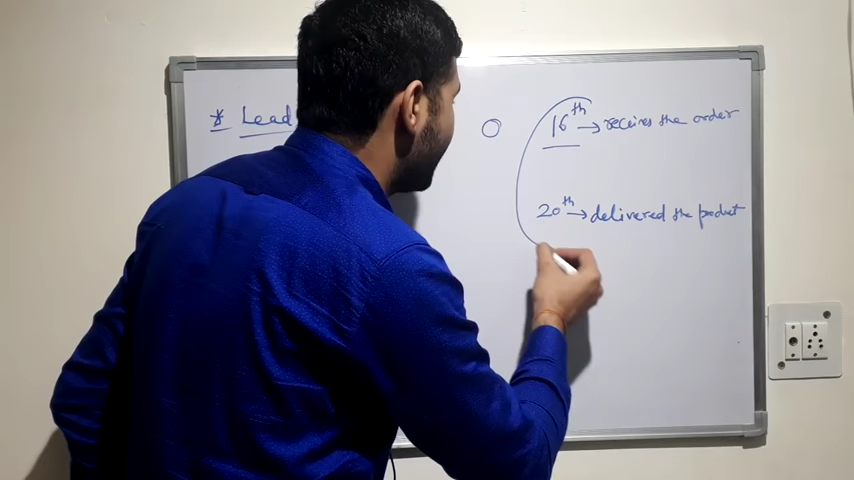 * Lead
16th → receives the order
20th → delivered the product